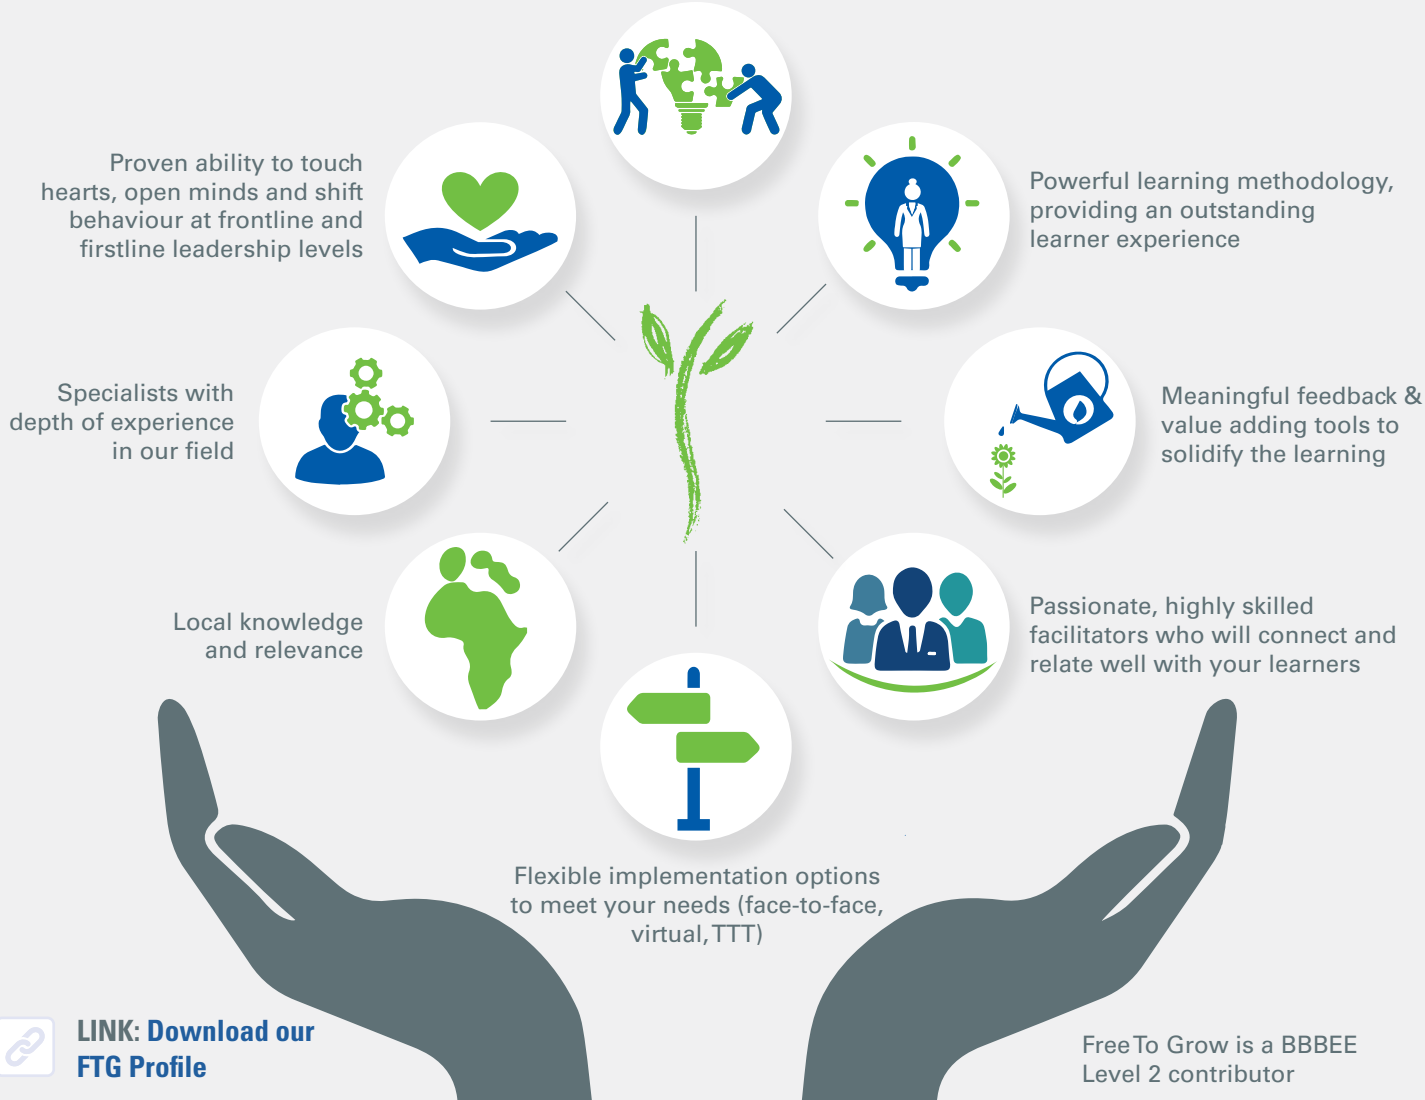 Proven ability to touch
hearts, open minds and shift
behaviour at frontline and
firstline leadership levels
Powerful learning methodology,
providing an outstanding
learner experience
Specialists with
depth of experience
in our field
Meaningful feedback &
value adding tools to
solidify the learning
Local knowledge
and relevance
Passionate, highly skilled
facilitators who will connect and
relate well with your learners
Flexible implementation options
to meet your needs (face-to-face,
virtual, TTT)
LINK: Download our
FTG Profile
Free To Grow is a BBBEE
Level 2 contributor